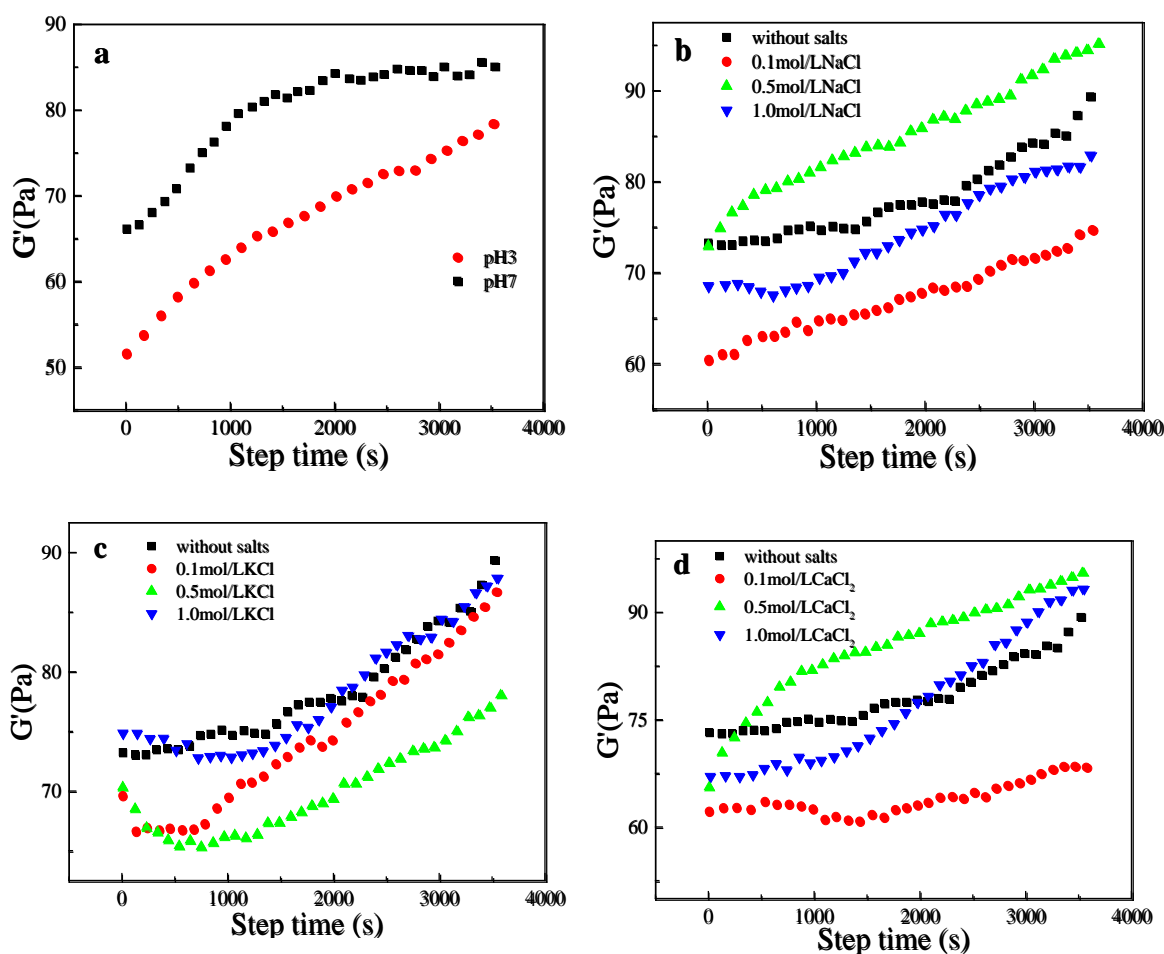 a
90
80
70
60
50
G'(Pa)
pH3
pH7
0 1000 2000 3000 4000
Step time (s)
b
without salts
0.1mol/LNaCl
0.5mol/LNaCl
1.0mol/LNaCl
90
80
70
60
G'(Pa)
0 1000 2000 3000 4000
Step time (s)
c
without salts
0.1mol/LKCl
0.5mol/LKCl
1.0mol/LKCl
90
80
70
G'(Pa)
0 1000 2000 3000 4000
Step time (s)
d
without salts
0.1mol/LCaCl₂
0.5mol/LCaCl₂
1.0mol/LCaCl₂
90
75
60
G'(Pa)
0 1000 2000 3000 4000
Step time (s)